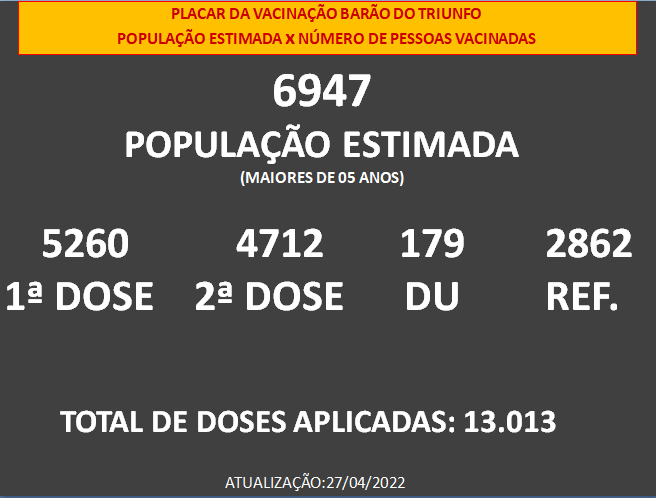 PLACAR DA VACINAÇÃO BARÃO DO TRIUNFO
POPULAÇÃO ESTIMADA X NÚMERO DE PESSOAS VACINADAS
6947
POPULAÇÃO ESTIMADA
(MAIORES DE 05 ANOS)
5260 4712 179 2862
1ª DOSE 2ª DOSE DU REF.
TOTAL DE DOSES APLICADAS: 13.013
ATUALIZAÇÃO:27/04/2022